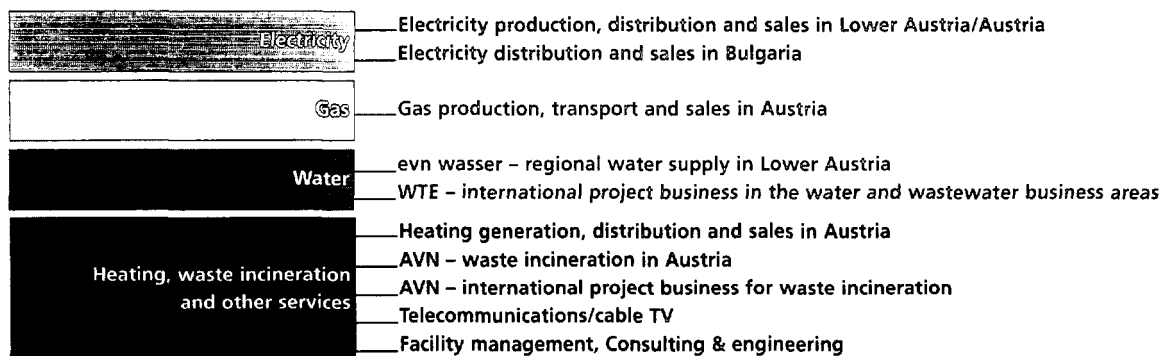 Electricity
Electricity production, distribution and sales in Lower Austria/Austria
Electricity distribution and sales in Bulgaria
Gas
Gas production, transport and sales in Austria
Water
evn wasser – regional water supply in Lower Austria
WTE – international project business in the water and wastewater business areas
Heating, waste incineration
and other services
Heating generation, distribution and sales in Austria
AVN – waste incineration in Austria
AVN – international project business for waste incineration
Telecommunications/cable TV
Facility management, Consulting & engineering